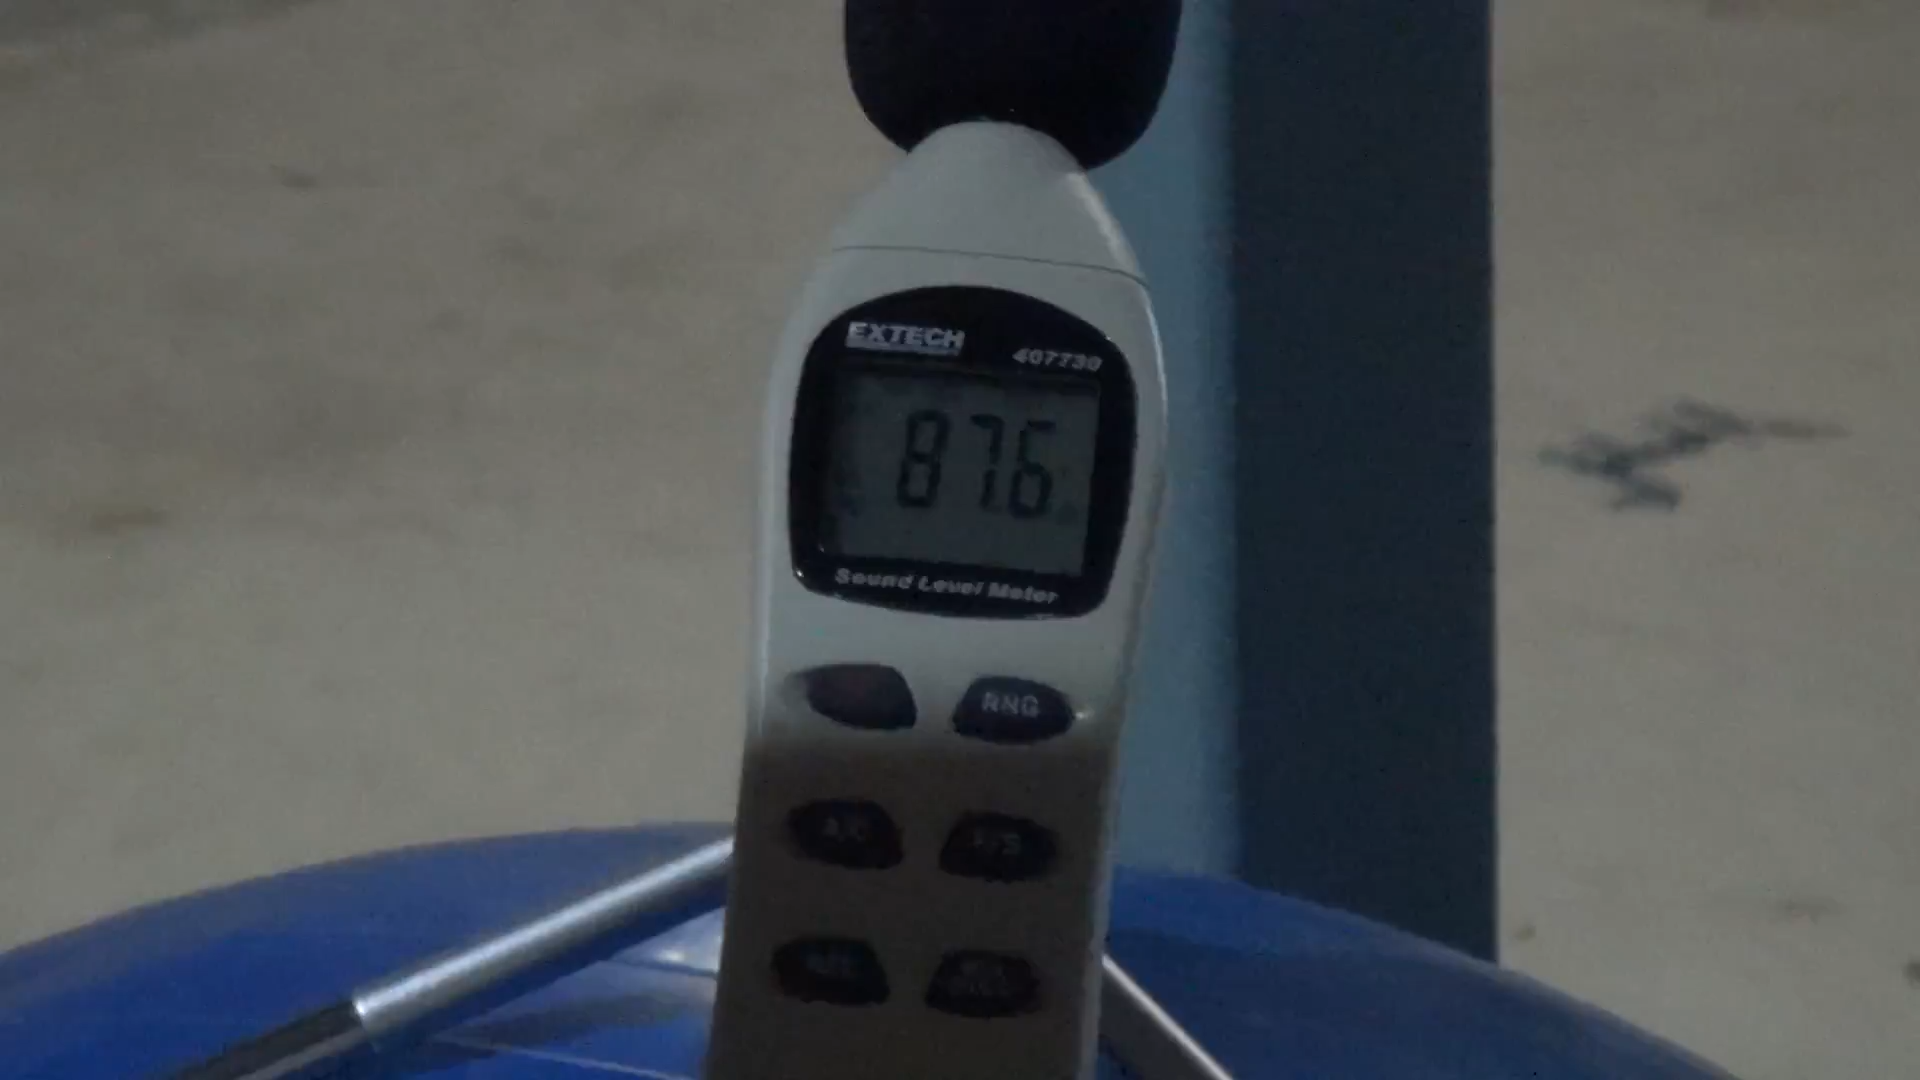 EXTECH
407730
87.6
Sound Level Meter
RNG
A/C
F/S